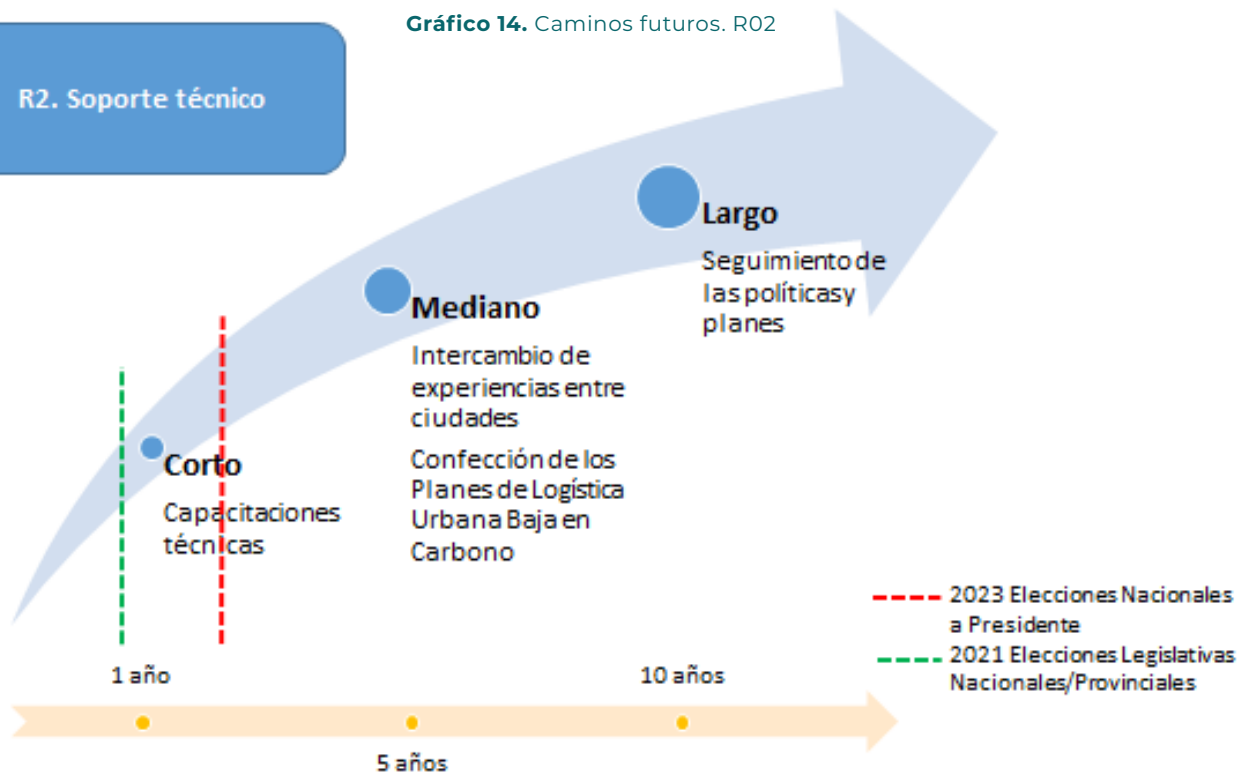 Gráfico 14. Caminos futuros. R02
R2. Soporte técnico
Largo
Seguimiento de
las políticas y
planes
Mediano
Intercambio de
experiencias entre
ciudades
Confección de los
Planes de Logística
Urbana Baja en
Carbono
Corto
Capacitaciones
técnicas
2023 Elecciones Nacionales
a Presidente
2021 Elecciones Legislativas
Nacionales/Provinciales
1 año
10 años
5 años